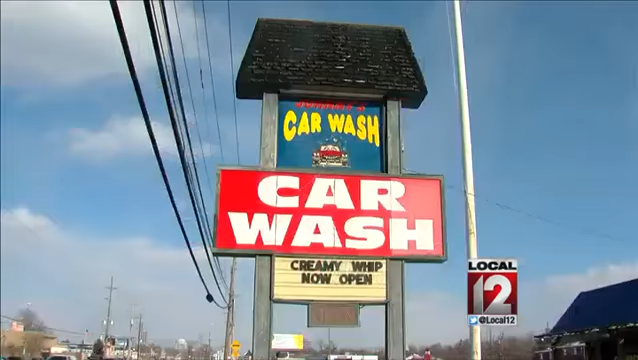 CAR WASH
CAR
WASH
CREAMY WHIP
NOW OPEN
LOCAL
12
@Local12